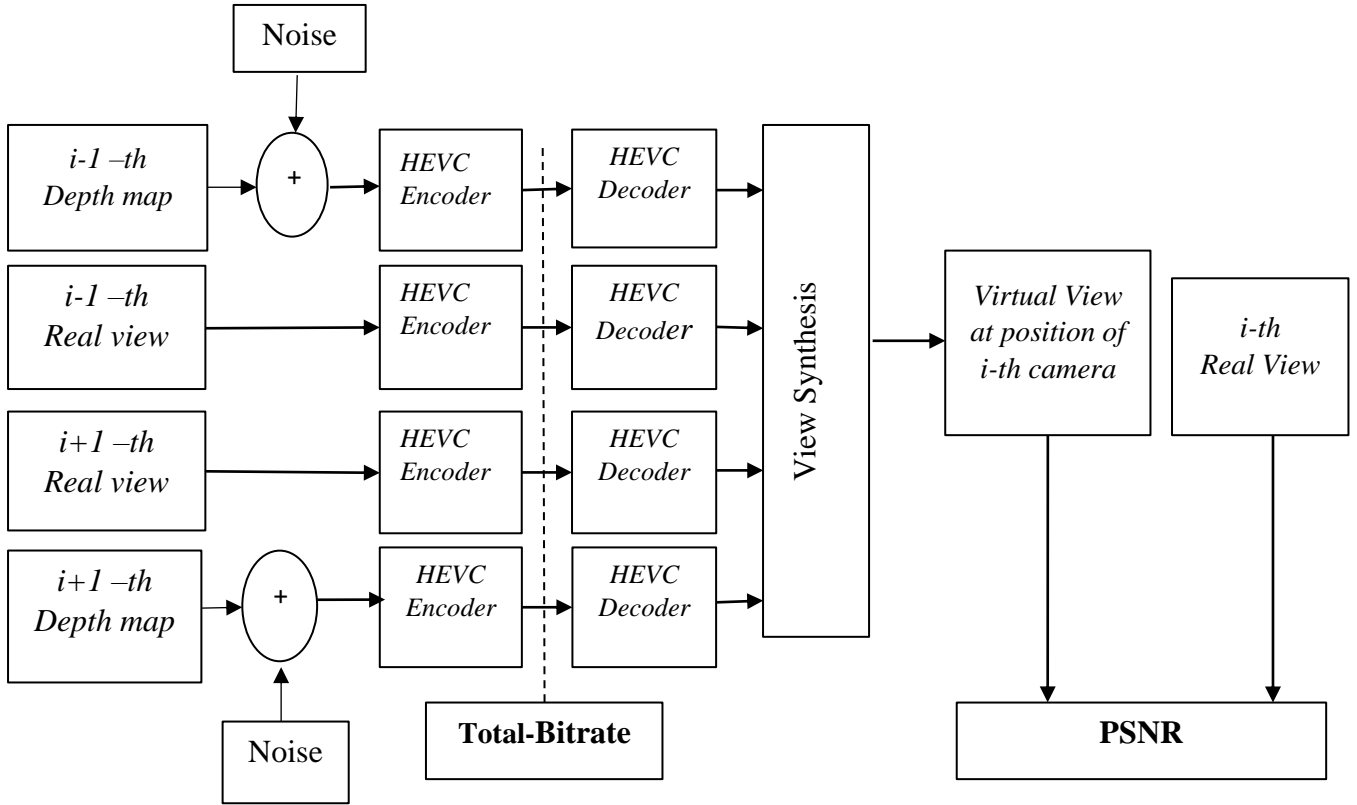 Noise
i-1 –th
Depth map
+
HEVC
Encoder
HEVC
Decoder
i-1 –th
Real view
HEVC
Encoder
HEVC
Decoder
i+1 –th
Real view
HEVC
Encoder
HEVC
Decoder
i+1 –th
Depth map
+
HEVC
Encoder
HEVC
Decoder
Noise
View Synthesis
Virtual View
at position of
i-th camera
i-th
Real View
Total-Bitrate
PSNR